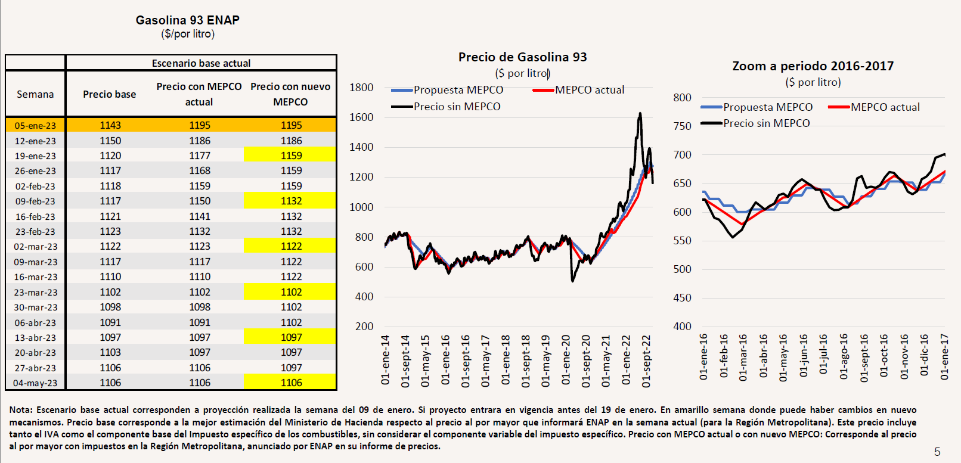 Gasolina 93 ENAP
($/por litro)
Escenario base actual
Semana Precio base Precio con MEPCO actual Precio con nuevo MEPCO
05-ene-23 1143 1195 1195
12-ene-23 1150 1186 1186
19-ene-23 1120 1177 1159
26-ene-23 1117 1168 1159
02-feb-23 1118 1159 1159
09-feb-23 1117 1150 1132
16-feb-23 1121 1141 1132
23-feb-23 1123 1132 1132
02-mar-23 1122 1123 1122
09-mar-23 1117 1117 1122
16-mar-23 1110 1110 1122
23-mar-23 1102 1102 1102
30-mar-23 1098 1098 1102
06-abr-23 1091 1091 1102
13-abr-23 1097 1097 1097
20-abr-23 1103 1097 1097
27-abr-23 1106 1106 1097
04-may-23 1106 1106 1106
Precio de Gasolina 93
($ por litro)
Propuesta MEPCO MEPCO actual
Precio sin MEPCO
1800
1600
1400
1200
1000
800
600
400
200
01-ene-14
01-sept-14
01-may-15
01-ene-16
01-sept-16
01-may-17
01-ene-18
01-sept-18
01-may-19
01-ene-20
01-sept-20
01-may-21
01-ene-22
01-sept-22
Zoom a periodo 2016-2017
($ por litro)
Propuesta MEPCO MEPCO actual
Precio sin MEPCO
800
750
700
650
600
550
500
450
400
01-ene-16
01-feb-16
01-mar-16
01-abr-16
01-may-16
01-jun-16
01-jul-16
01-ago-16
01-sept-16
01-oct-16
01-nov-16
01-dic-16
01-ene-17
Nota: Escenario base actual corresponden a proyección realizada la semana del 09 de enero. Si proyecto entrara en vigencia antes del 19 de enero. En amarillo semana donde puede haber cambios en nuevo
mecanismos. Precio base corresponde a la mejor estimación del Ministerio de Hacienda respecto al precio al por mayor que informará ENAP en la semana actual (para la Región Metropolitana). Este precio incluye
tanto el IVA como el componente base del Impuesto específico de los combustibles, sin considerar el componente variable del impuesto específico. Precio con MEPCO actual o con nuevo MEPCO: Corresponde al precio
al por mayor con impuestos en la Región Metropolitana, anunciado por ENAP en su informe de precios.
5